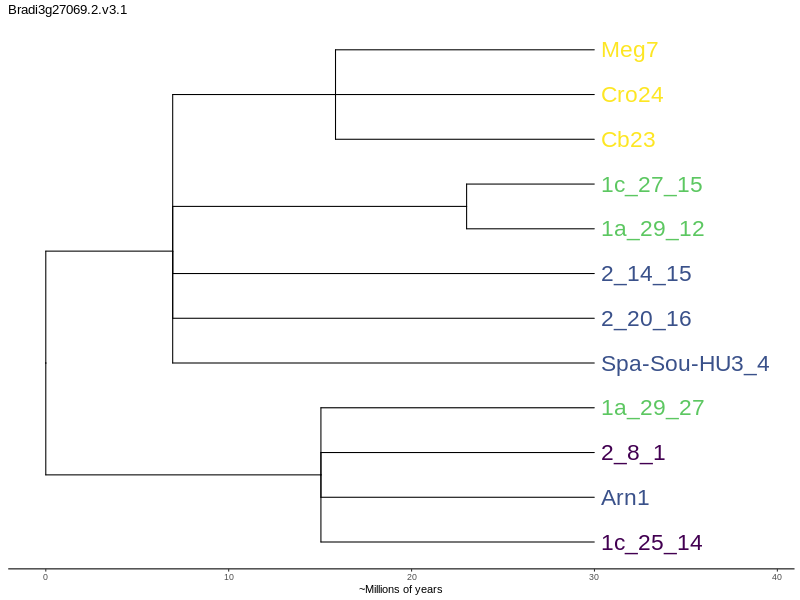 Bradi3g27069.2.v3.1
Meg7
Cro24
Cb23
1c_27_15
1a_29_12
2_14_15
2_20_16
Spa-Sou-HU3_4
1a_29_27
2_8_1
Arn1
1c_25_14
0 10 20 30 40
~Millions of years